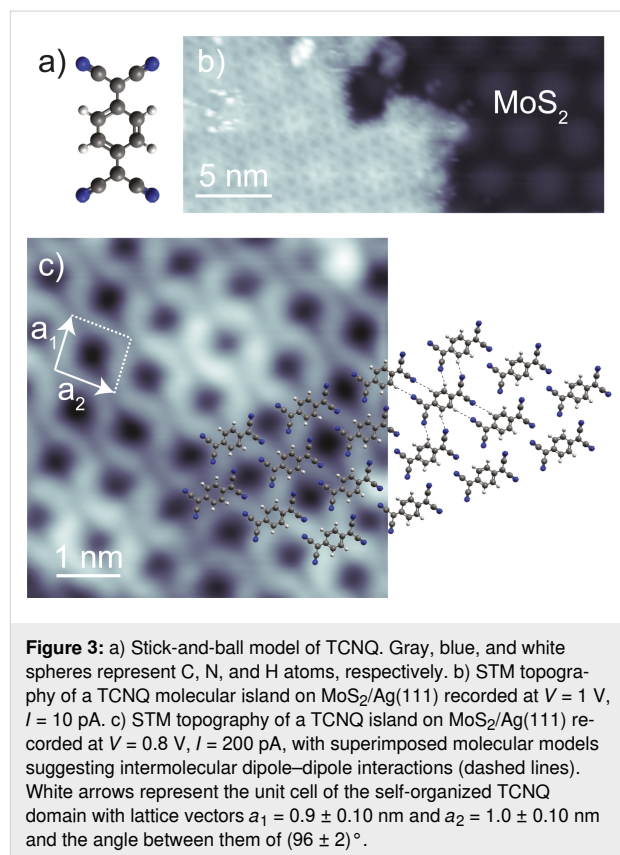 a)
b)
MoS₂
5 nm
c)
a₁
a₂
1 nm
Figure 3: a) Stick-and-ball model of TCNQ. Gray, blue, and white
spheres represent C, N, and H atoms, respectively. b) STM topogra-
phy of a TCNQ molecular island on MoS₂/Ag(111) recorded at V = 1 V,
I = 10 pA. c) STM topography of a TCNQ island on MoS₂/Ag(111) re-
corded at V = 0.8 V, I = 200 pA, with superimposed molecular models
suggesting intermolecular dipole–dipole interactions (dashed lines).
White arrows represent the unit cell of the self-organized TCNQ
domain with lattice vectors a₁ = 0.9 ± 0.10 nm and a₂ = 1.0 ± 0.10 nm
and the angle between them of (96 ± 2)°.